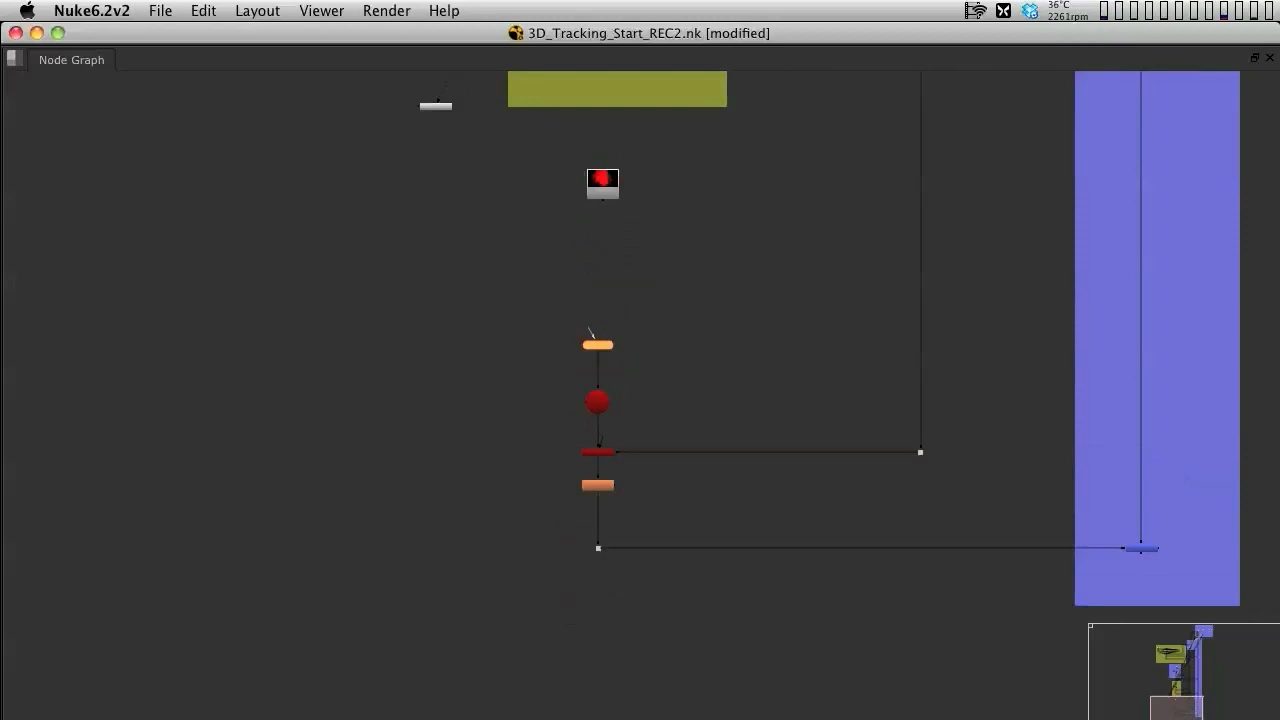 Nuke6.2v2 File Edit Layout Viewer Render Help
36°C
2261rpm
3D_Tracking_Start_REC2.nk [modified]
Node Graph